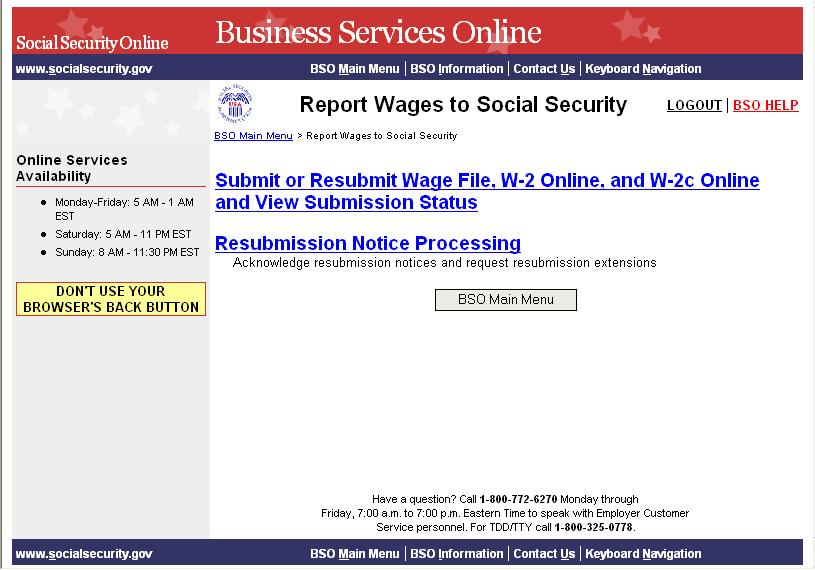 Social Security Online
Business Services Online
www.socialsecurity.gov
BSO Main Menu | BSO Information | Contact Us | Keyboard Navigation
SOCIAL SECURITY ADMINISTRATION
USA
Report Wages to Social Security
LOGOUT | BSO HELP
BSO Main Menu > Report Wages to Social Security
Online Services
Availability
● Monday-Friday: 5 AM - 1 AM
EST
● Saturday: 5 AM - 11 PM EST
● Sunday: 8 AM - 11:30 PM EST
DON'T USE YOUR
BROWSER'S BACK BUTTON
Submit or Resubmit Wage File, W-2 Online, and W-2c Online
and View Submission Status
Resubmission Notice Processing
Acknowledge resubmission notices and request resubmission extensions
BSO Main Menu
Have a question? Call 1-800-772-6270 Monday through
Friday, 7:00 a.m. to 7:00 p.m. Eastern Time to speak with Employer Customer
Service personnel. For TDD/TTY call 1-800-325-0778.
www.socialsecurity.gov
BSO Main Menu | BSO Information | Contact Us | Keyboard Navigation